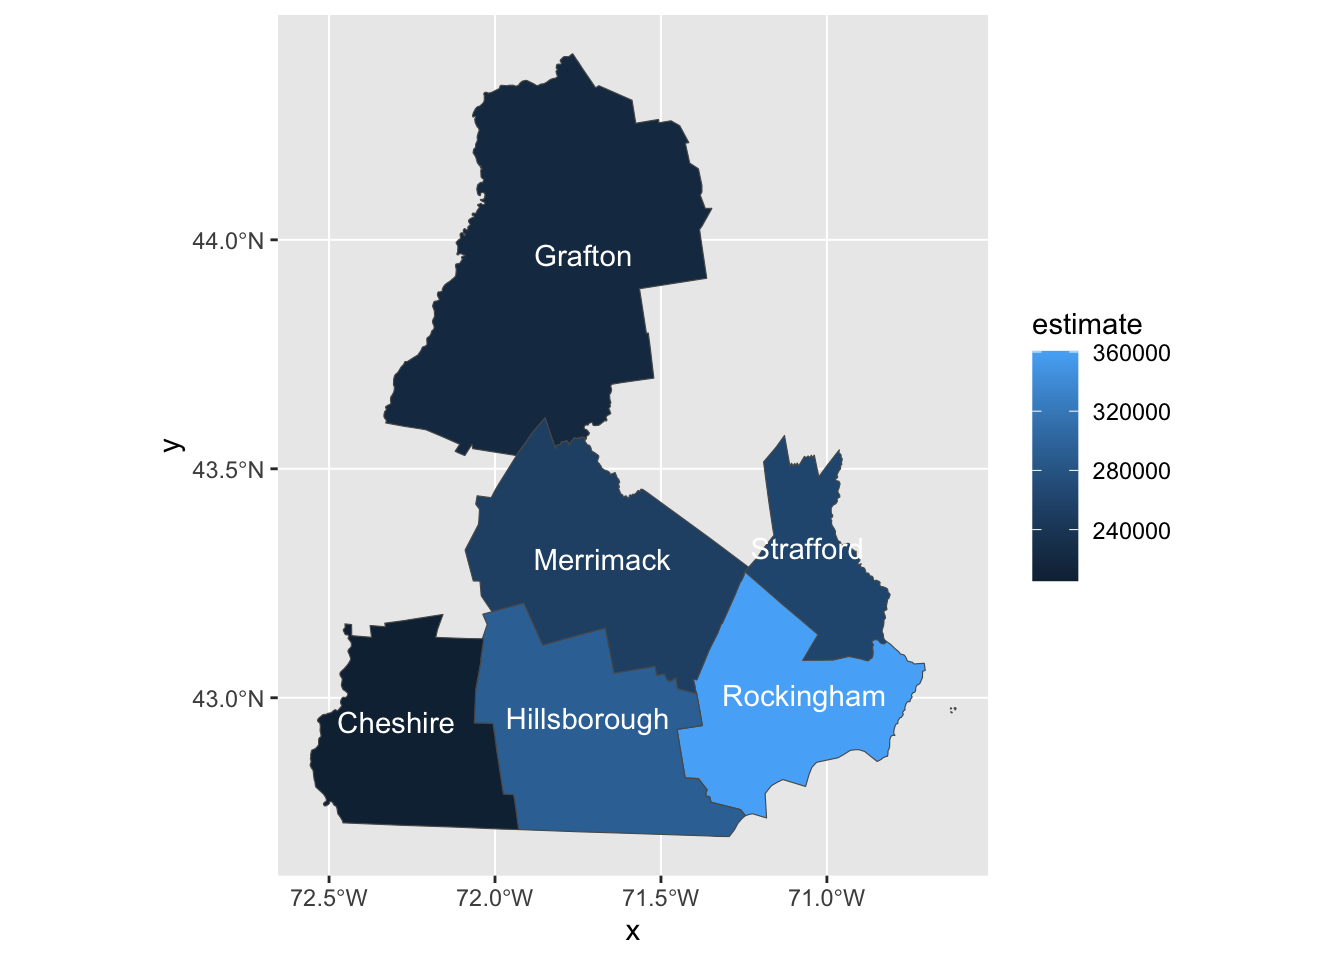 Grafton
44.0°N
estimate
360000
320000
280000
240000
y
43.5°N
Strafford
Merrimack
Rockingham
43.0°N
Hillsborough
Cheshire
72.5°W
72.0°W
71.5°W
71.0°W
x